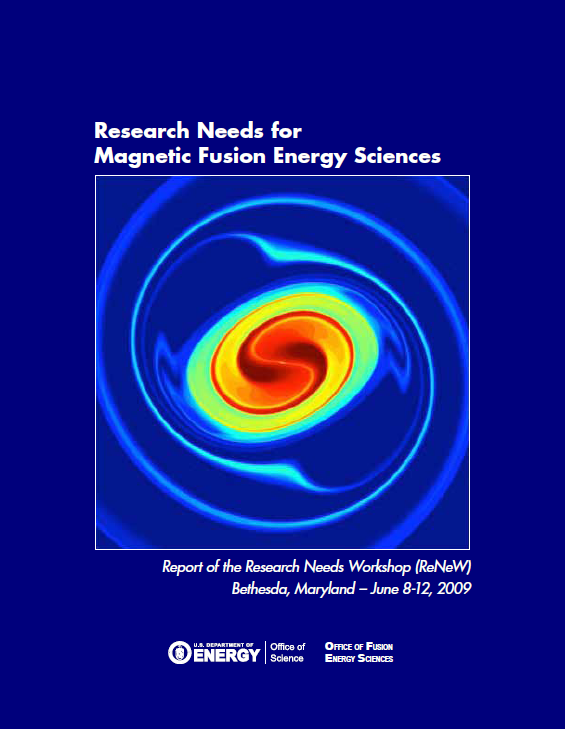 Research Needs for
Magnetic Fusion Energy Sciences
Report of the Research Needs Workshop (ReNeW)
Bethesda, Maryland – June 8-12, 2009
U.S. DEPARTMENT OF
ENERGY
Office of
Science
OFFICE OF FUSION
ENERGY SCIENCES